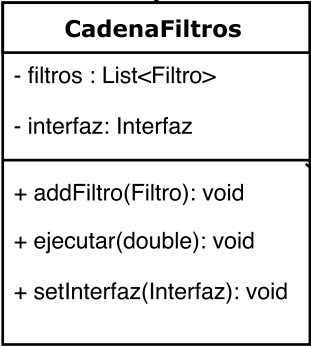 CadenaFiltros
- filtros : List<Filtro>
- interfaz: Interfaz
+ addFiltro(Filtro): void
+ ejecutar(double): void
+ setInterfaz(Interfaz): void